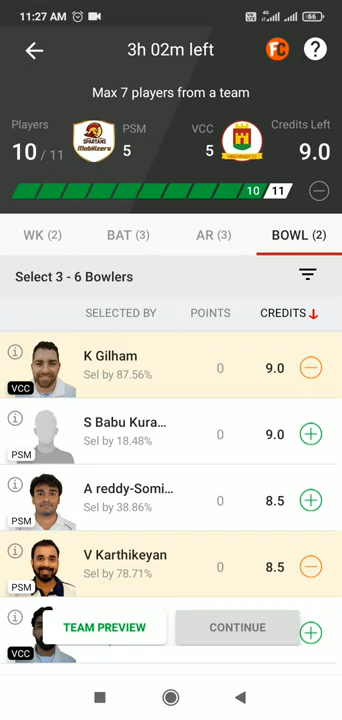 11:27 AM
4G
66
3h 02m left
FC
?
Max 7 players from a team
Players
PSM
VCC
Credits Left
10 / 11
SPARTANS
Mobilizers
5
5
9.0
10
11
WK (2)
BAT (3)
AR (3)
BOWL (2)
Select 3 - 6 Bowlers
SELECTED BY
POINTS
CREDITS
K Gilham
Sel by 87.56%
0
9.0
VCC
S Babu Kura...
Sel by 18.48%
0
9.0
PSM
A reddy-Somi...
Sel by 38.86%
0
8.5
PSM
V Karthikeyan
Sel by 78.71%
0
8.5
PSM
VCC
TEAM PREVIEW
CONTINUE